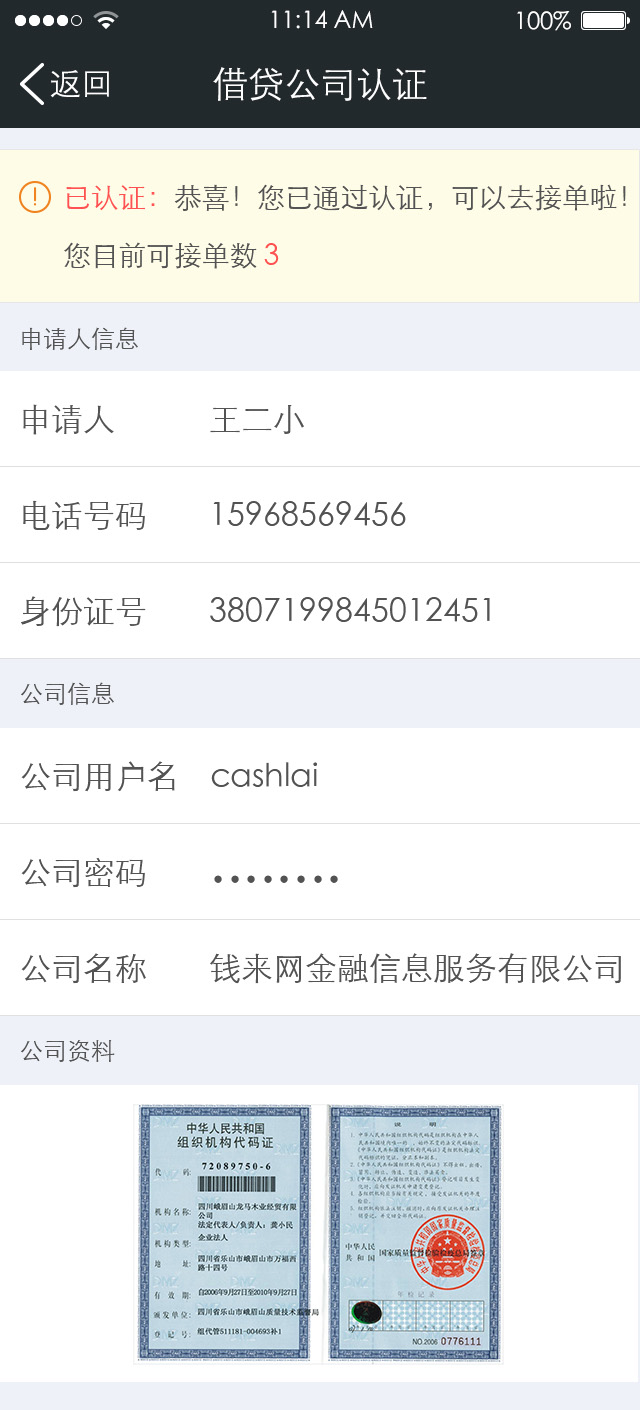 11:14 AM
100%
返回
借贷公司认证
已认证：恭喜！您已通过认证，可以去接单啦！
您目前可接单数 3
申请人信息
申请人 王二小
电话号码 15968569456
身份证号 3807199845012451
公司信息
公司用户名 cashlai
公司密码 ••••••••
公司名称 钱来网金融信息服务有限公司
公司资料
中华人民共和国
组织机构代码证
代 码: 72089750-6
机构名称: 四川峨眉山龙马木业经贸有限
公司
法定代表人/负责人: 龚小民
机构类型: 企业法人
地 址: 四川省乐山市峨眉山市万福西
路十四号
有 效 期: 自2006年9月27日至2010年9月27日
颁发单位: 四川省乐山市峨眉山质量技术监督局
登 记 号: 组代管511181-004693补1
说 明
中华人民
共和国
国家质量监督检验检疫总局签章
年检记录
NO.2006 0776111